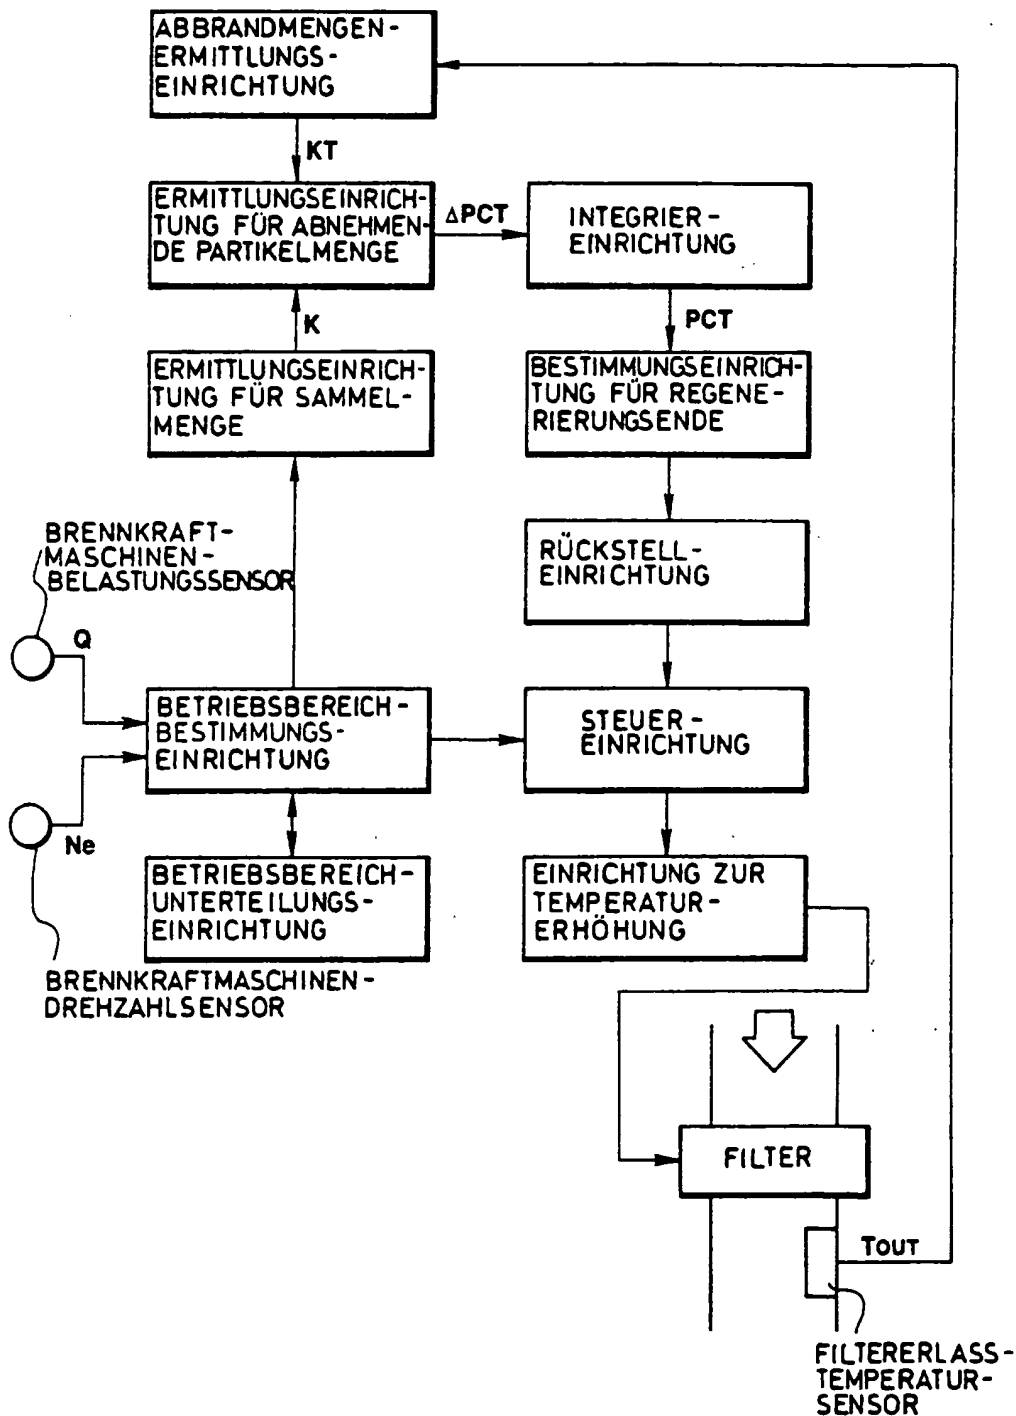 ABBRANDMENGEN-
ERMITTLUNGS-
EINRICHTUNG
KT
ERMITTLUNGSEINRICH-
TUNG FÜR ABNEHMEN-
DE PARTIKELMENGE
ΔPCT
INTEGRIER-
EINRICHTUNG
K
PCT
ERMITTLUNGSEINRICH-
TUNG FÜR SAMMEL-
MENGE
BESTIMMUNGSEINRICH-
TUNG FÜR REGENE-
RIERUNGSENDE
BRENNKRAFT-
MASCHINEN-
BELASTUNGSSENSOR
RÜCKSTELL-
EINRICHTUNG
Q
BETRIEBSBEREICH-
BESTIMMUNGS-
EINRICHTUNG
STEUER-
EINRICHTUNG
Ne
BETRIEBSBEREICH-
UNTERTEILUNGS-
EINRICHTUNG
EINRICHTUNG ZUR
TEMPERATUR-
ERHÖHUNG
BRENNKRAFTMASCHINEN-
DREHZAHLSENSOR
FILTER
TOUT
FILTERERLASS-
TEMPERATUR-
SENSOR